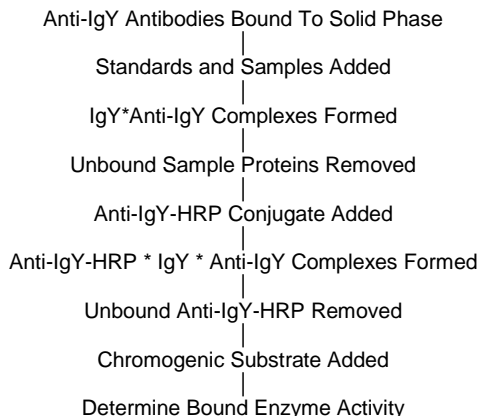 Anti-IgY Antibodies Bound To Solid Phase
Standards and Samples Added
IgY*Anti-IgY Complexes Formed
Unbound Sample Proteins Removed
Anti-IgY-HRP Conjugate Added
Anti-IgY-HRP * IgY * Anti-IgY Complexes Formed
Unbound Anti-IgY-HRP Removed
Chromogenic Substrate Added
Determine Bound Enzyme Activity